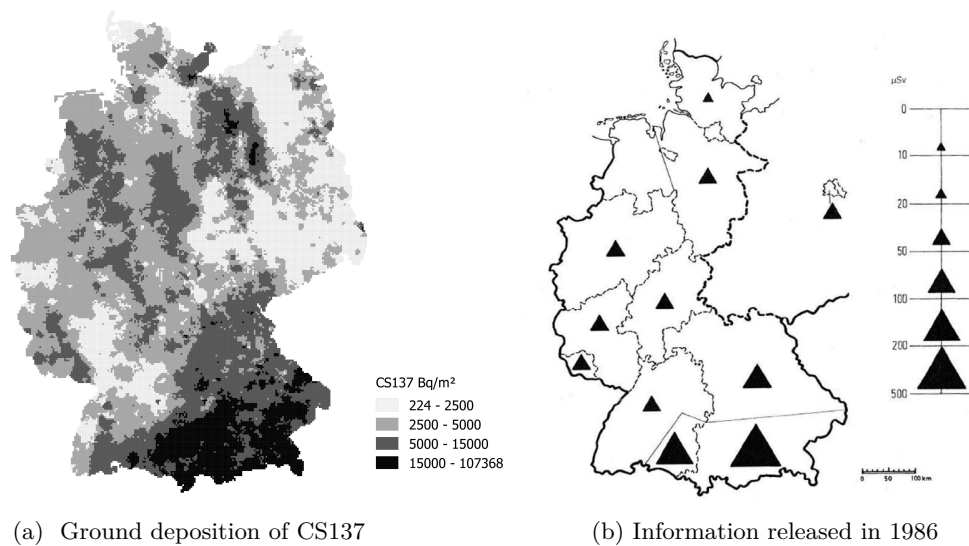 CS137 Bq/m²
224 - 2500
2500 - 5000
5000 - 15000
15000 - 107368
(a) Ground deposition of CS137
µSv
0
10
20
50
100
200
500
0 50 100 km
(b) Information released in 1986